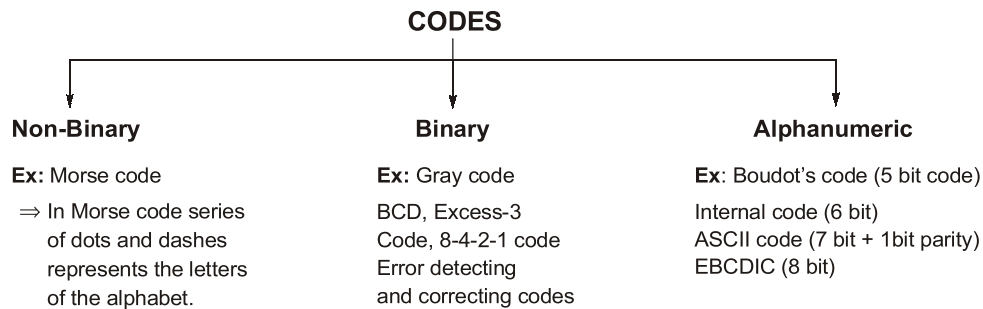 CODES
Non-Binary
Ex: Morse code
⇒ In Morse code series
of dots and dashes
represents the letters
of the alphabet.
Binary
Ex: Gray code
BCD, Excess-3
Code, 8-4-2-1 code
Error detecting
and correcting codes
Alphanumeric
Ex: Boudot's code (5 bit code)
Internal code (6 bit)
ASCII code (7 bit + 1bit parity)
EBCDIC (8 bit)